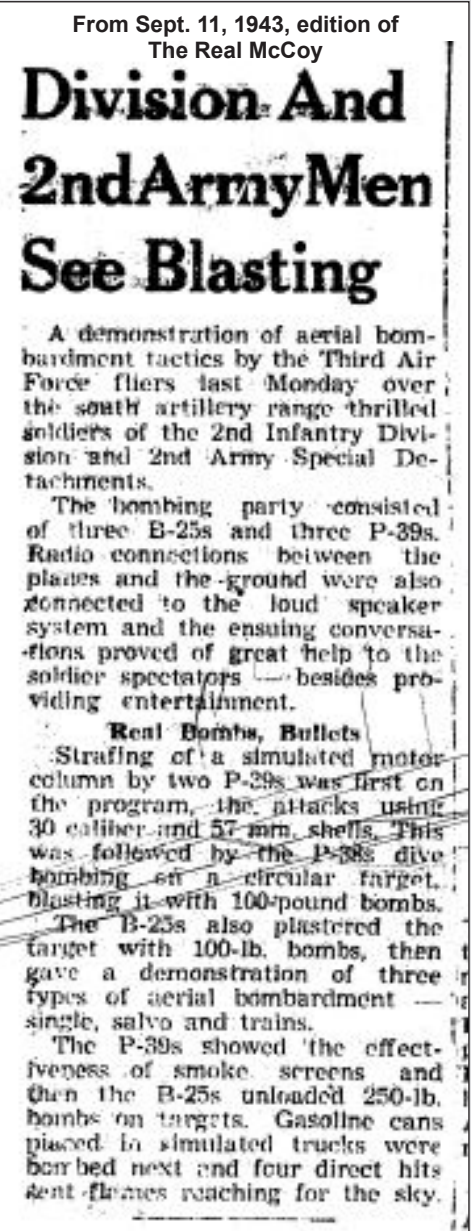 From Sept. 11, 1943, edition of
The Real McCoy
Division And
2nd Army Men
See Blasting
A demonstration of aerial bom-
bardment tactics by the Third Air
Force fliers last Monday over
the south artillery range thrilled
soldiers of the 2nd Infantry Divi-
sion and 2nd Army Special De-
tachments.
The bombing party consisted
of three B-25s and three P-39s.
Radio connections between the
planes and the ground were also
connected to the loud speaker
system and the ensuing conversa-
tions proved of great help to the
soldier spectators — besides pro-
viding entertainment.
Real Bombs, Bullets
Strafing of a simulated motor
column by two P-39s was first on
the program, the attacks using
30 caliber and 57 mm. shells. This
was followed by the P-38s dive
bombing on a circular target,
blasting it with 100-pound bombs.
The B-25s also plastered the
target with 100-lb. bombs, then
gave a demonstration of three
types of aerial bombardment —
single, salvo and trains.
The P-39s showed the effect-
iveness of smoke screens and
then the B-25s unloaded 250-lb.
bombs on targets. Gasoline cans
placed in simulated trucks were
bombed next and four direct hits
sent flames reaching for the sky.